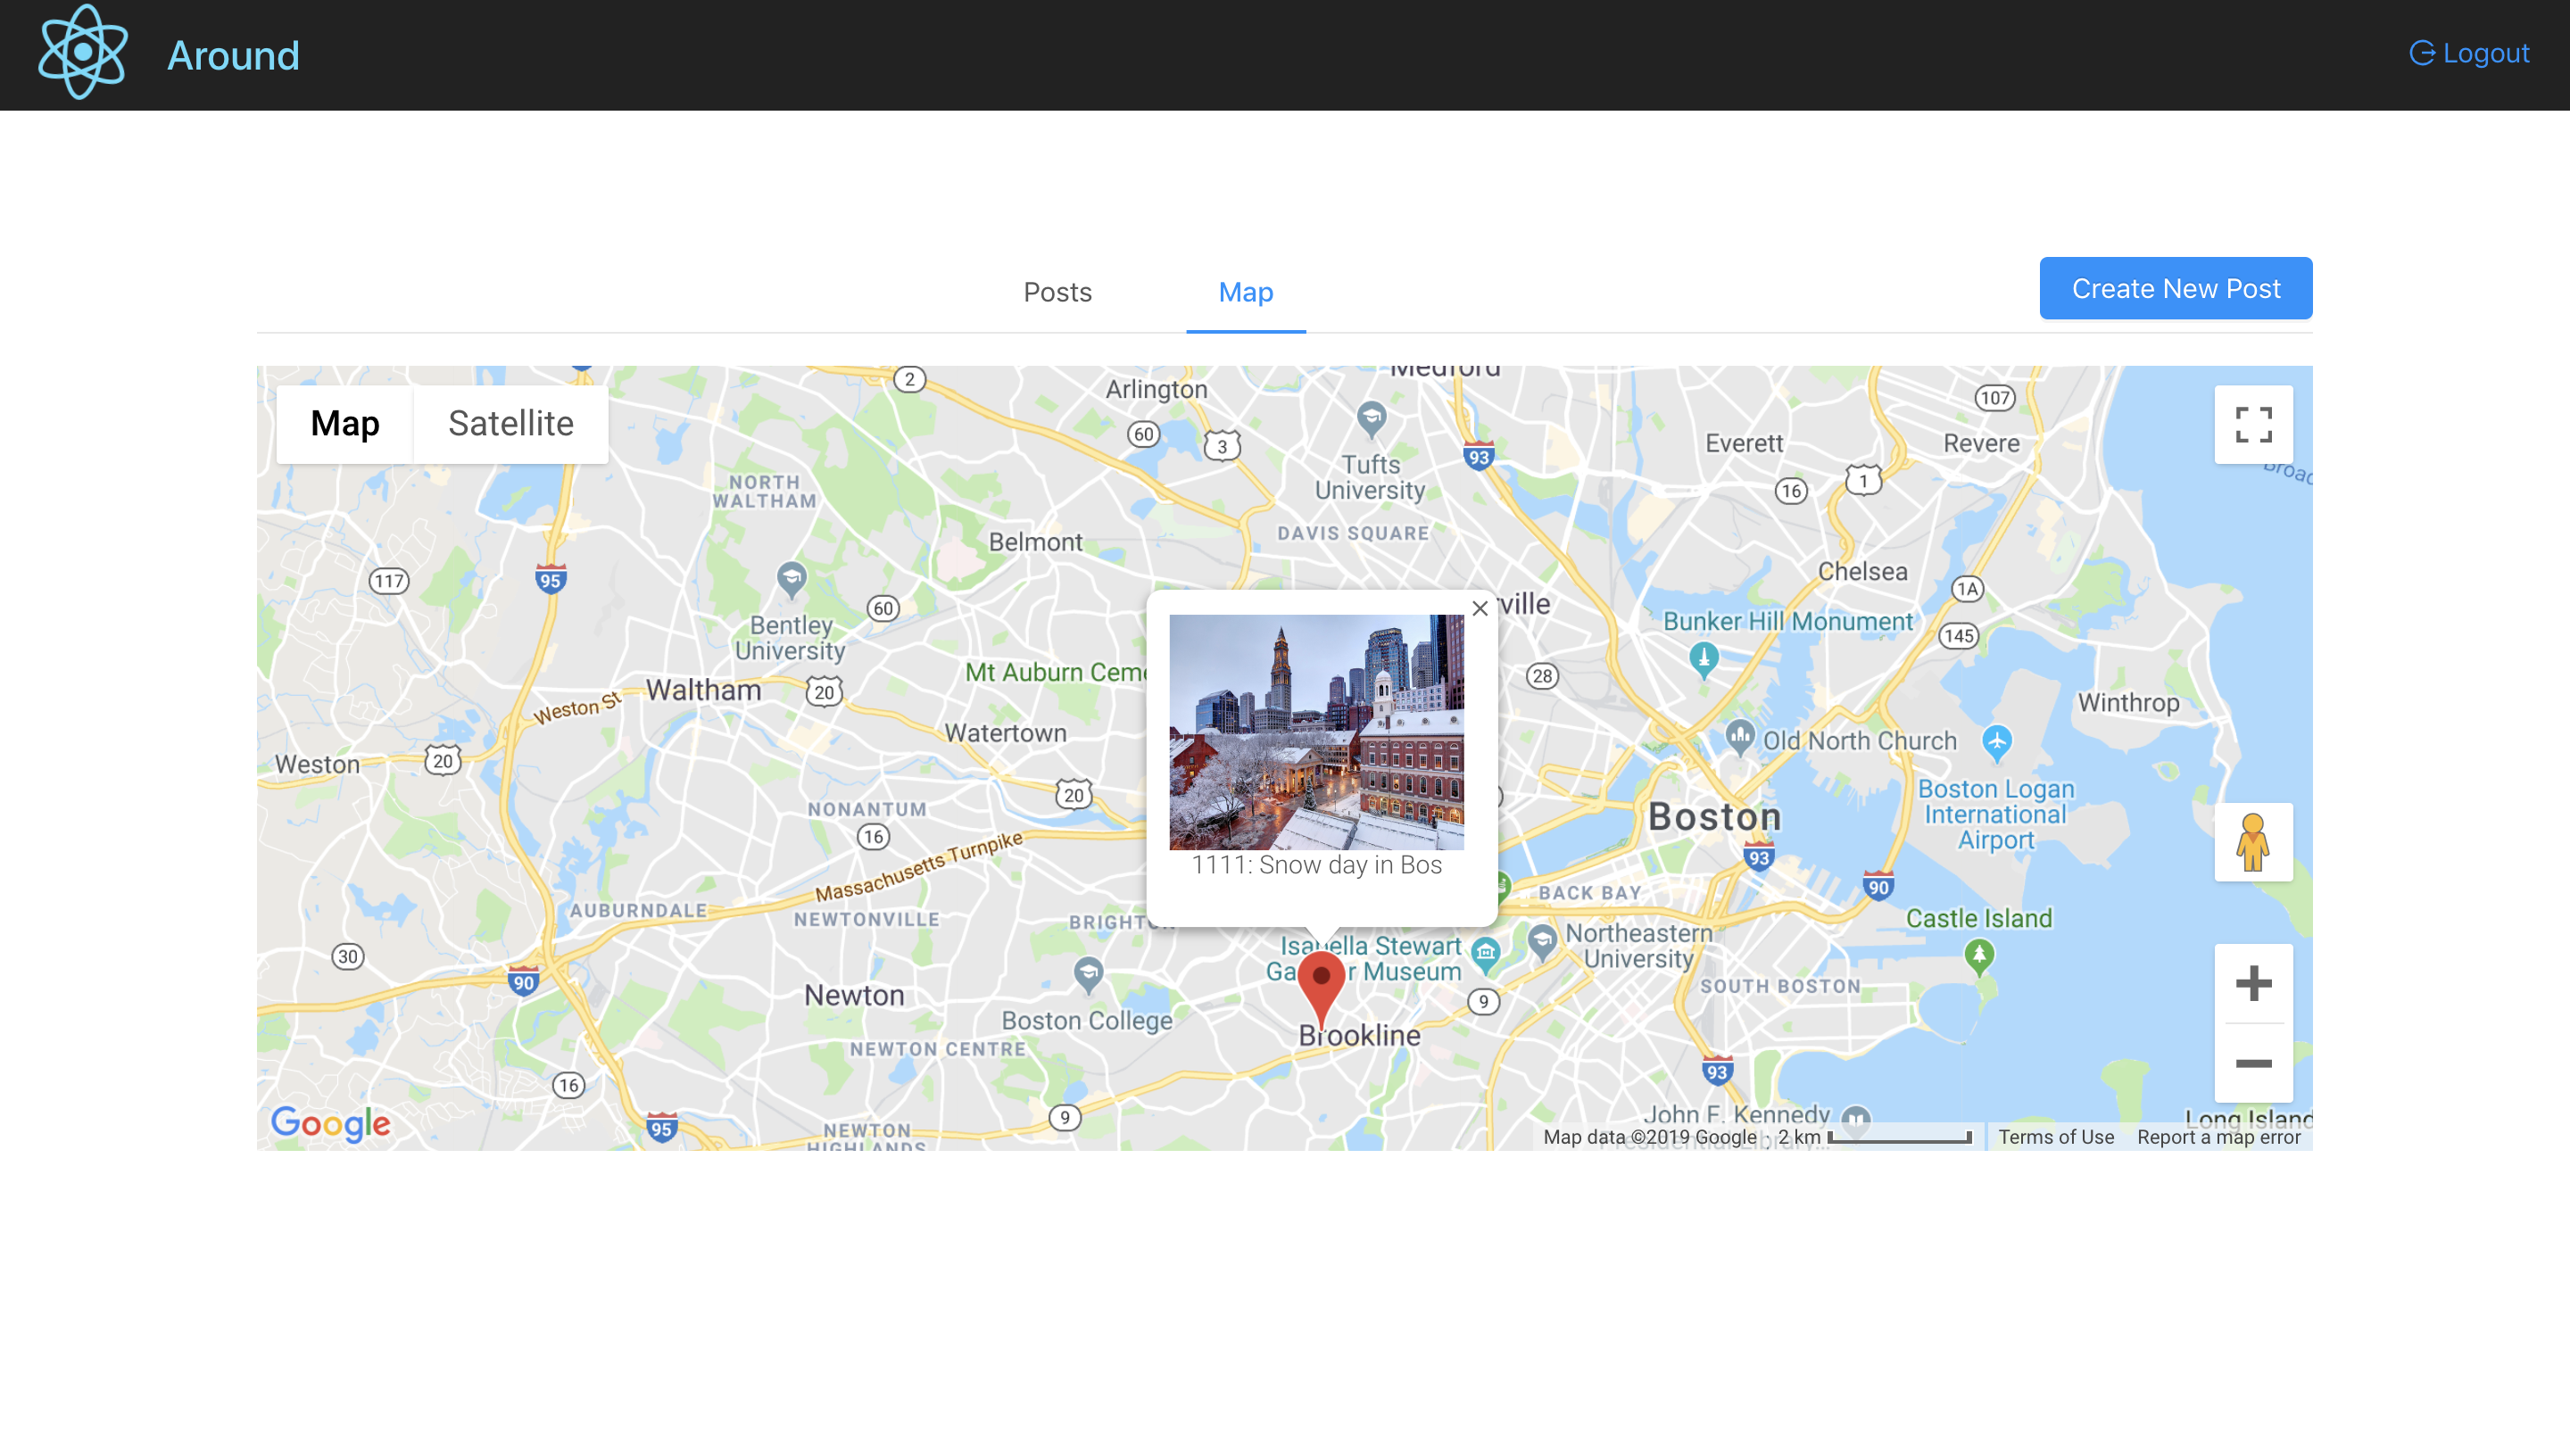 Around
Logout
Posts
Map
Create New Post
Map
Satellite
2
Arlington
Medford
107
60
3
Everett
Revere
Tufts
University
93
1
16
NORTH
WALTHAM
DAVIS SQUARE
Belmont
117
95
60
Chelsea
1A
ville
Bentley
University
Bunker Hill Monument
145
Mt Auburn Ceme
28
Waltham
20
Weston St
Winthrop
Watertown
Old North Church
Weston
20
20
NONANTUM
16
Boston Logan
International
Airport
Boston
93
Massachusetts Turnpike
1111: Snow day in Bos
90
BACK BAY
AUBURNDALE
NEWTONVILLE
BRIGHT
Castle Island
Northeastern
University
30
Isabella Stewart
Gardner Museum
90
Newton
9
SOUTH BOSTON
Boston College
Brookline
NEWTON CENTRE
16
93
9
95
John F. Kennedy
Presidential Library...
Long Island
NEWTON
HIGHLANDS
Google
Map data ©2019 Google
2 km
Terms of Use
Report a map error